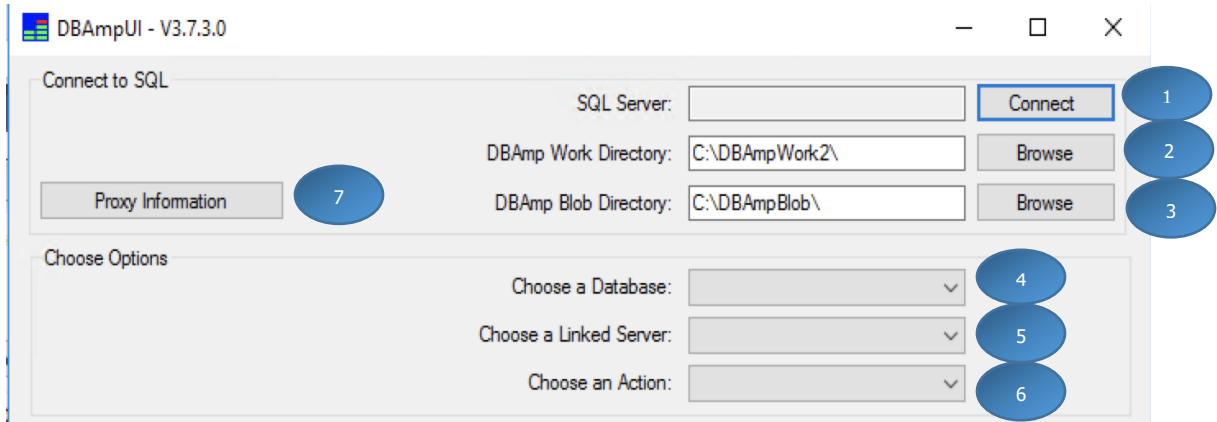 DBAmpUI - V3.7.3.0
Connect to SQL
SQL Server: Connect 1
DBAmp Work Directory: C:\DBAmpWork2\ Browse 2
Proxy Information 7 DBAmp Blob Directory: C:\DBAmpBlob\ Browse 3
Choose Options
Choose a Database: 4
Choose a Linked Server: 5
Choose an Action: 6